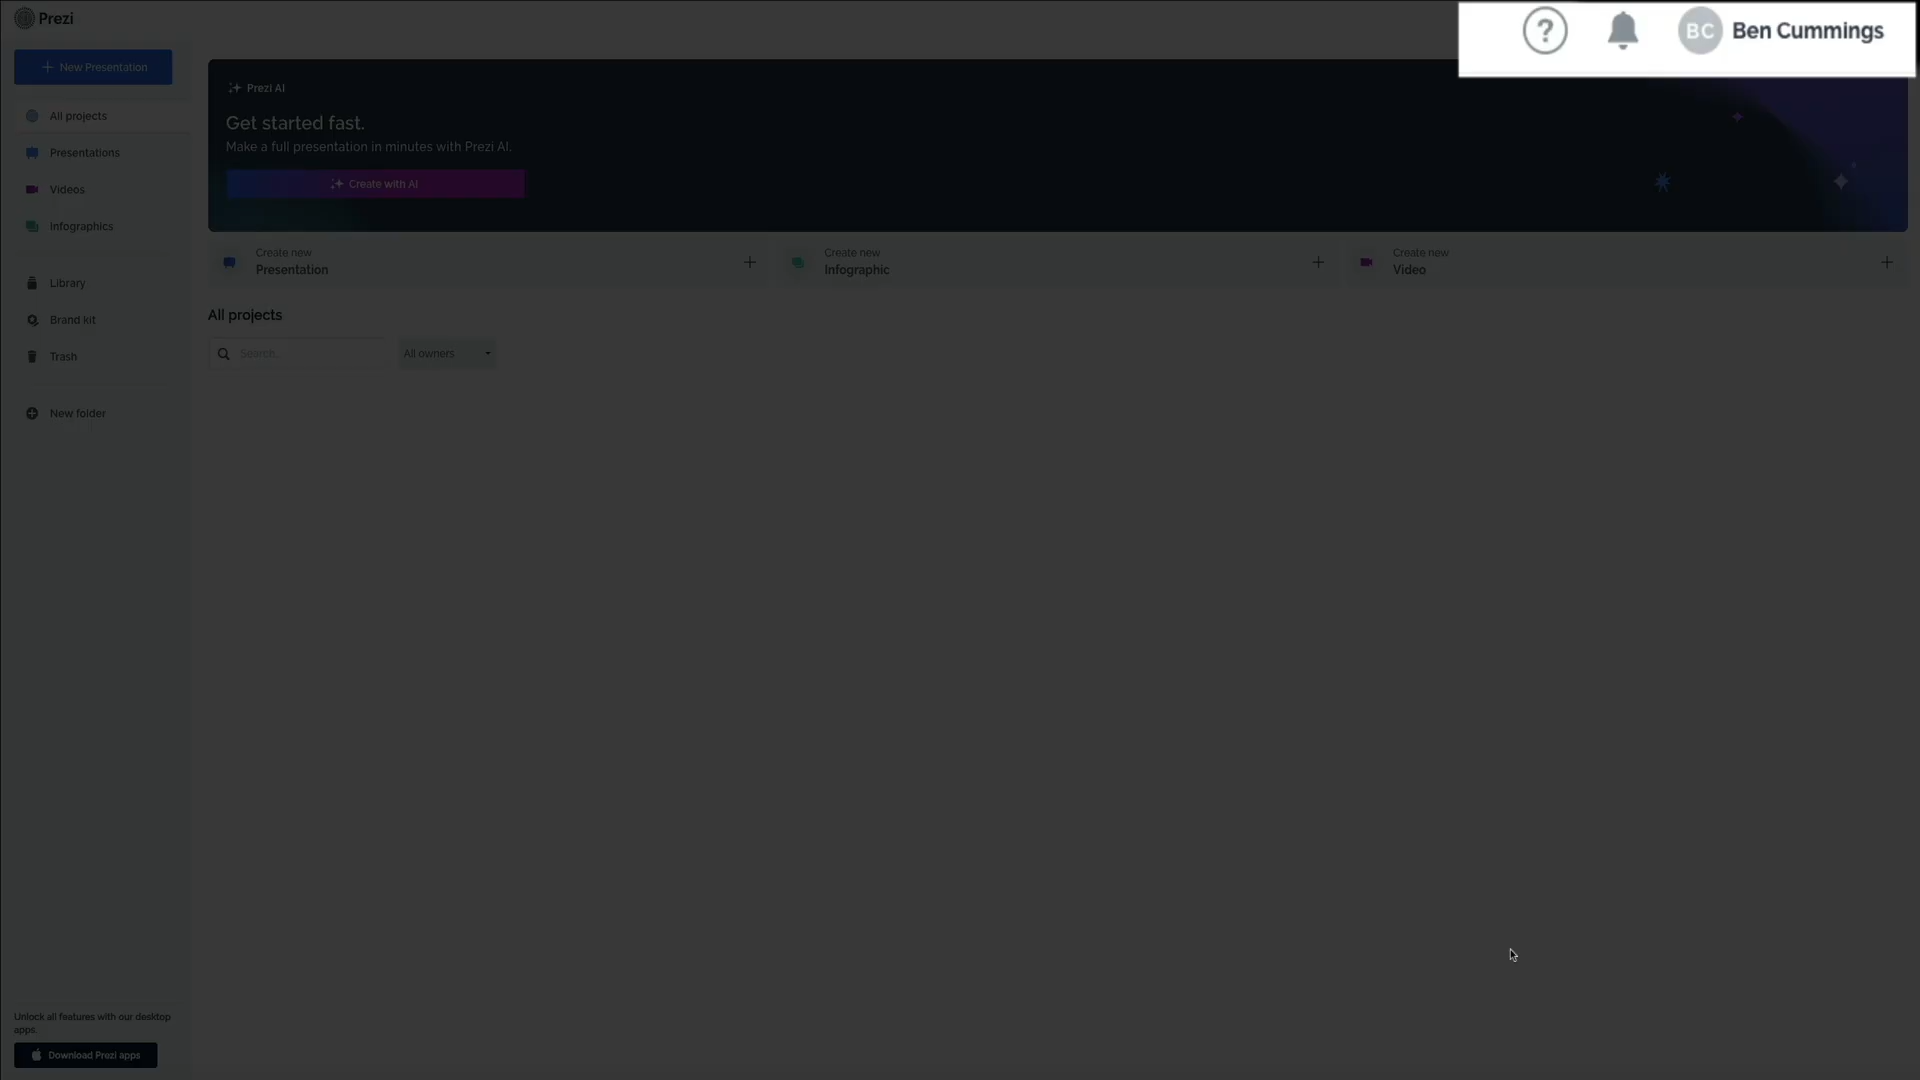 Prezi
? BC Ben Cummings
+ New Presentation
All projects
Presentations
Videos
Infographics
Library
Brand kit
Trash
New folder
Unlock all features with our desktop
apps.
Download Prezi apps
Prezi AI
Get started fast.
Make a full presentation in minutes with Prezi AI.
Create with AI
Create new
Presentation
Create new
Infographic
Create new
Video
All projects
Search...
All owners